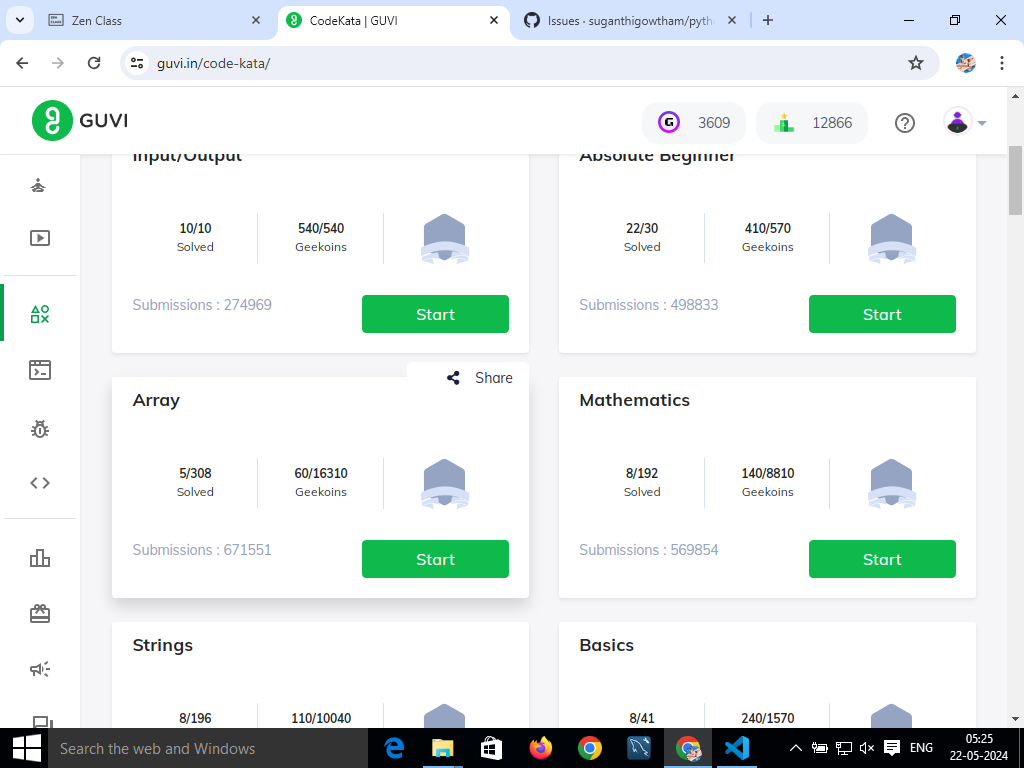 Zen Class
CodeKata | GUVI
Issues · suganthigowtham/pyth
guvi.in/code-kata/
GUVI
3609
12866
Input/Output
Absolute Beginner
10/10
Solved
540/540
Geekoins
22/30
Solved
410/570
Geekoins
Submissions : 274969
Start
Submissions : 498833
Start
Share
Array
Mathematics
5/308
Solved
60/16310
Geekoins
8/192
Solved
140/8810
Geekoins
Submissions : 671551
Start
Submissions : 569854
Start
Strings
Basics
8/196
110/10040
8/41
240/1570
Search the web and Windows
ENG
05:25
22-05-2024